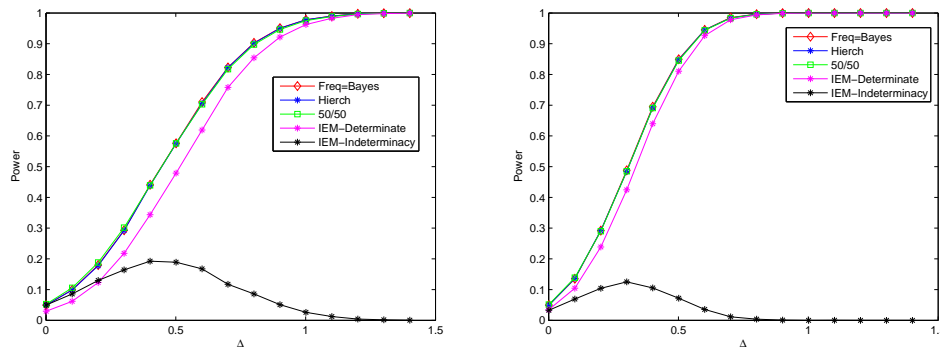 1
0.9
0.8
0.7
0.6
0.5
0.4
0.3
0.2
0.1
0
Power
0
0.5
1
1.5
Δ
Freq=Bayes
Hierch
50/50
IEM-Determinate
IEM-Indeterminacy
1
0.9
0.8
0.7
0.6
0.5
0.4
0.3
0.2
0.1
0
Power
0
0.5
1
1.
Δ
Freq=Bayes
Hierch
50/50
IEM-Determinate
IEM-Indeterminacy